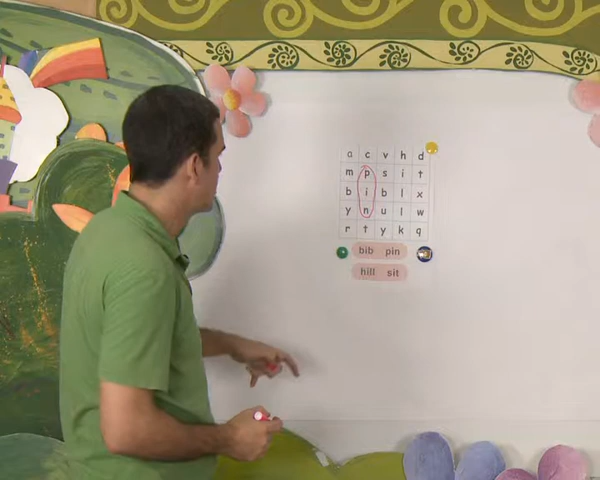 a c v h d
m p s i t
b i b l x
y n u l w
r t y k q
bib pin
hill sit